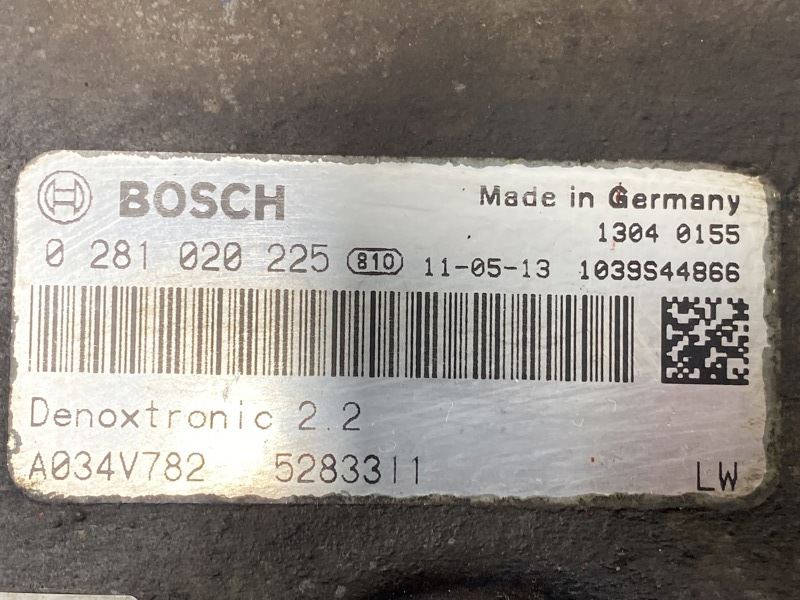 BOSCH Made in Germany
1304 0155
0 281 020 225 810 11-05-13 1039S44866
Denoxtronic 2.2
A034V782 5283311 LW